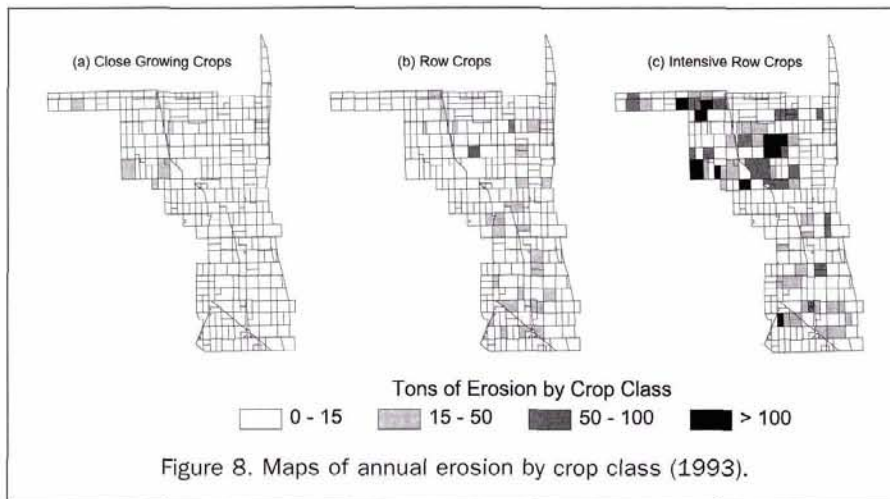 (a) Close Growing Crops
(b) Row Crops
(c) Intensive Row Crops
Tons of Erosion by Crop Class
0 - 15
15 - 50
50 - 100
> 100
Figure 8. Maps of annual erosion by crop class (1993).